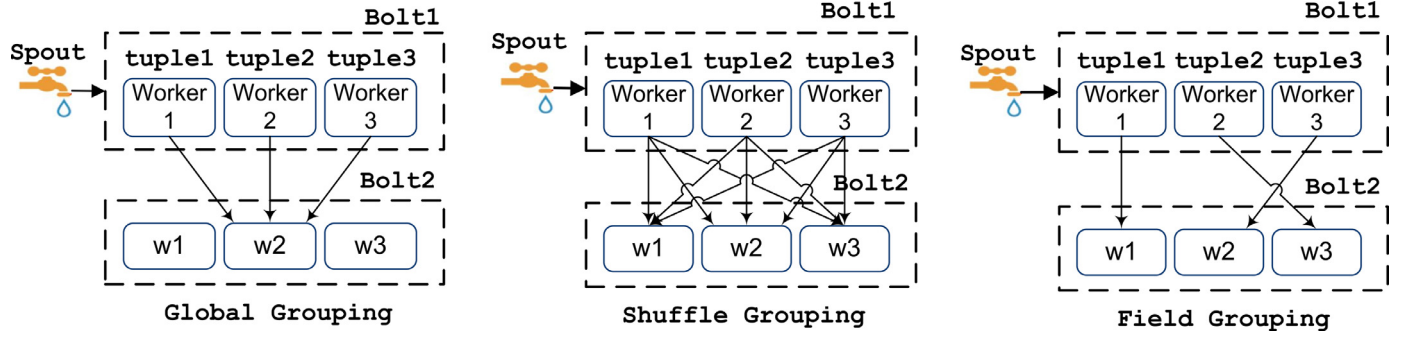 Bolt1
Spout
tuple1 tuple2 tuple3
Worker 1
Worker 2
Worker 3
Bolt2
w1 w2 w3
Global Grouping
Bolt1
Spout
tuple1 tuple2 tuple3
Worker 1
Worker 2
Worker 3
Bolt2
w1 w2 w3
Shuffle Grouping
Bolt1
Spout
tuple1 tuple2 tuple3
Worker 1
Worker 2
Worker 3
Bolt2
w1 w2 w3
Field Grouping